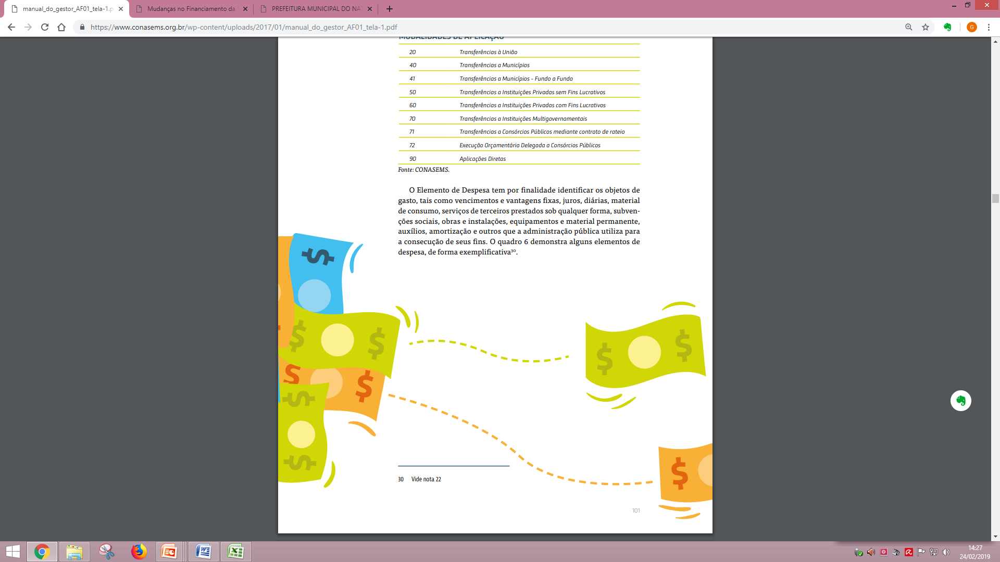 manual_do_gestor_AF01_tela-1.p
Mudanças no Financiamento da
PREFEITURA MUNICIPAL DO NAT
https://www.conasems.org.br/wp-content/uploads/2017/01/manual_do_gestor_AF01_tela-1.pdf
G
MODALIDADES DE APLICAÇÃO
20 Transferências à União
40 Transferências a Municípios
41 Transferências a Municípios - Fundo a Fundo
50 Transferências a Instituições Privadas sem Fins Lucrativos
60 Transferências a Instituições Privadas com Fins Lucrativos
70 Transferências a Instituições Multigovernamentais
71 Transferências a Consórcios Públicos mediante contrato de rateio
72 Execução Orçamentária Delegada a Consórcios Públicos
90 Aplicações Diretas
Fonte: CONASEMS.
O Elemento de Despesa tem por finalidade identificar os objetos de
gasto, tais como vencimentos e vantagens fixas, juros, diárias, material
de consumo, serviços de terceiros prestados sob qualquer forma, subven-
ções sociais, obras e instalações, equipamentos e material permanente,
auxílios, amortização e outros que a administração pública utiliza para
a consecução de seus fins. O quadro 6 demonstra alguns elementos de
despesa, de forma exemplificativa³⁰.
30 Vide nota 22
101
14:27
24/02/2019